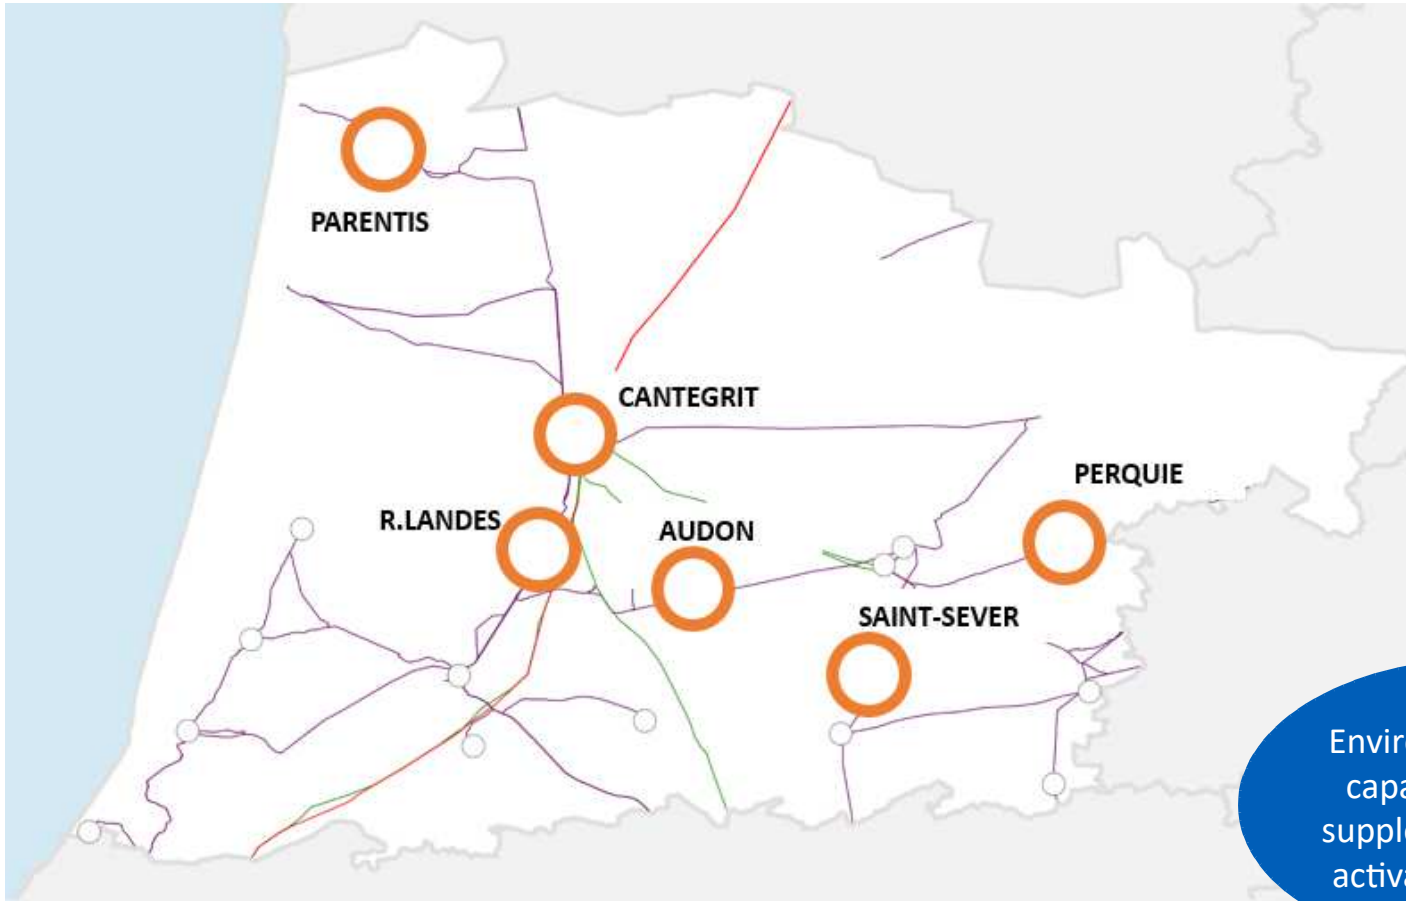 PARENTIS
CANTEGRIT
PERQUIE
R.LANDES
AUDON
SAINT-SEVER